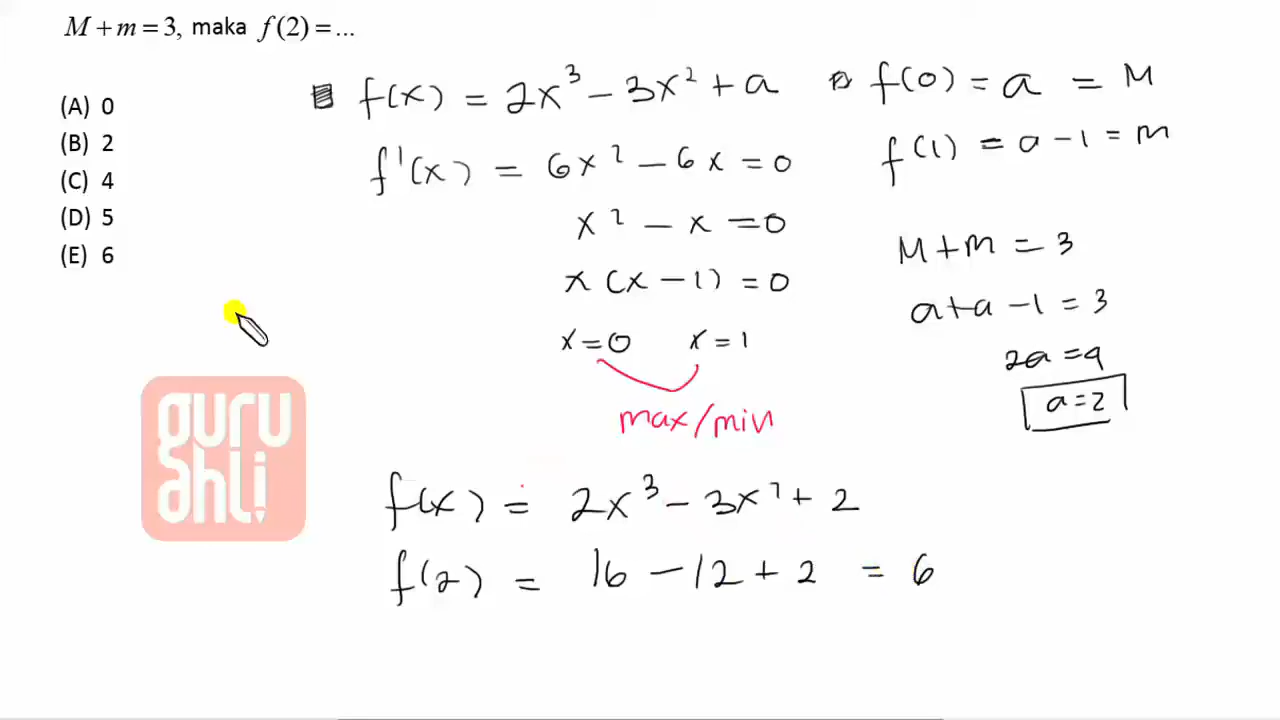 M + m = 3, maka f(2) = ...
(A) 0
(B) 2
(C) 4
(D) 5
(E) 6
f(x) = 2x³ − 3x² + a
f'(x) = 6x² − 6x = 0
x² − x = 0
x (x − 1) = 0
x = 0 x = 1
max/min
f(0) = a = M
f(1) = a − 1 = m
M + m = 3
a + a − 1 = 3
2a = 4
a = 2
guru
ahli
f(x) = 2x³ − 3x² + 2
f(2) = 16 − 12 + 2 = 6